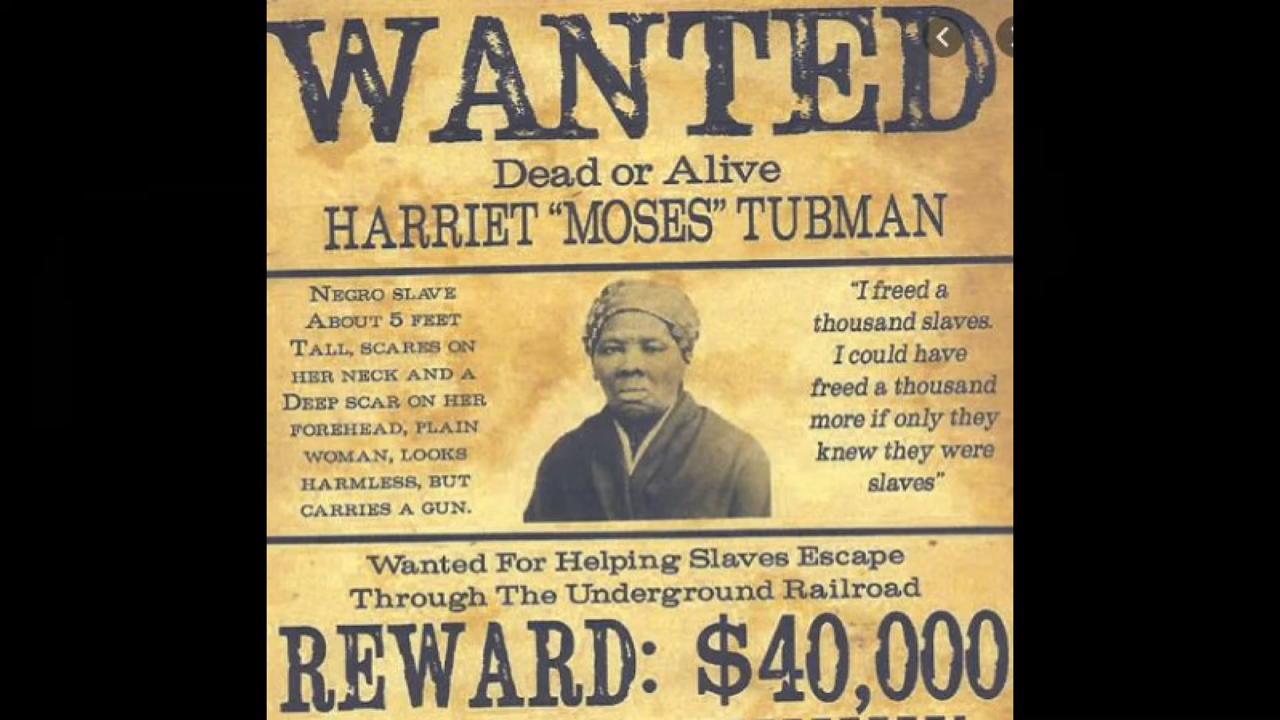 WANTED
Dead or Alive
HARRIET “MOSES” TUBMAN
NEGRO SLAVE
ABOUT 5 FEET
TALL, SCARES ON
HER NECK AND A
DEEP SCAR ON HER
FOREHEAD, PLAIN
WOMAN, LOOKS
HARMLESS, BUT
CARRIES A GUN.
“I freed a
thousand slaves.
I could have
freed a thousand
more if only they
knew they were
slaves”
Wanted For Helping Slaves Escape
Through The Underground Railroad
REWARD: $40,000